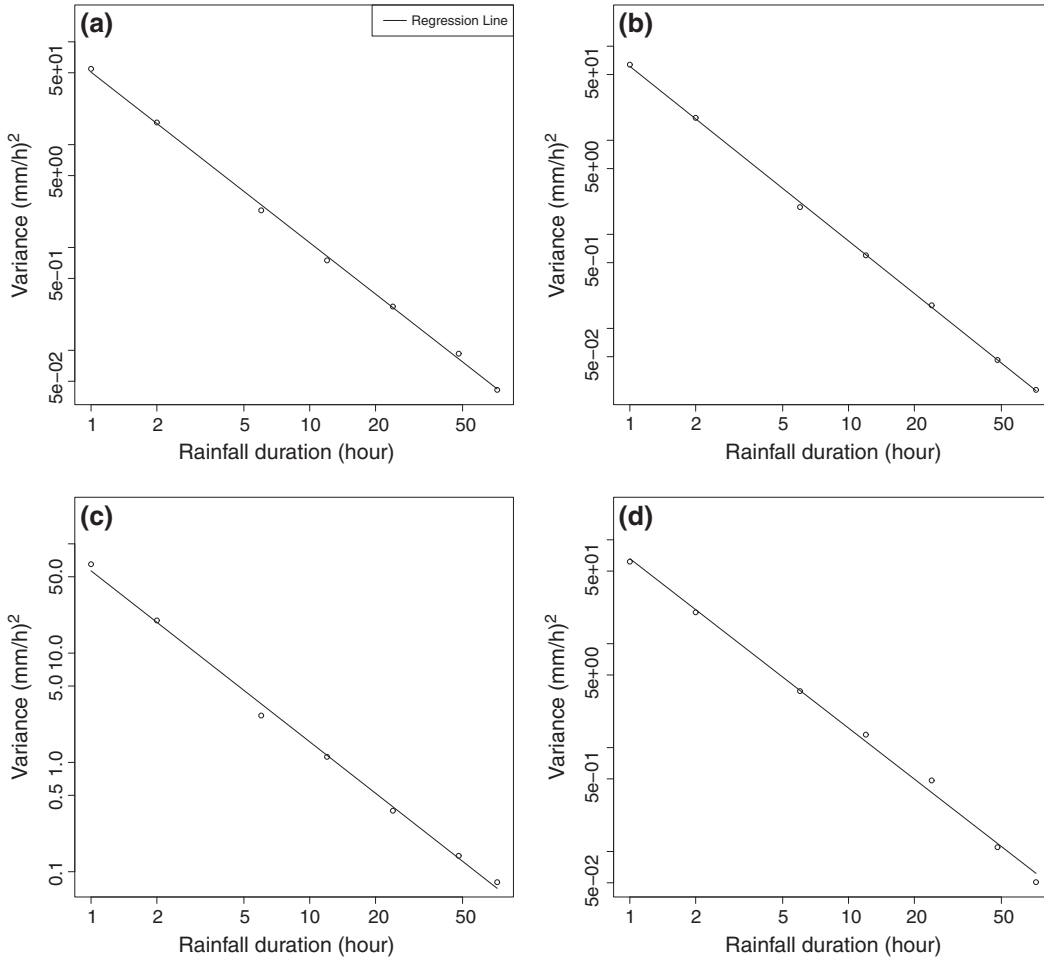 (a)
Regression Line
Variance (mm/h)²
5e+01
5e+00
5e-01
5e-02
1 2 5 10 20 50
Rainfall duration (hour)
(b)
Variance (mm/h)²
5e+01
5e+00
5e-01
5e-02
1 2 5 10 20 50
Rainfall duration (hour)
(c)
Variance (mm/h)²
50.0
10.0
5.0
1.0
0.5
0.1
1 2 5 10 20 50
Rainfall duration (hour)
(d)
Variance (mm/h)²
5e+01
5e+00
5e-01
5e-02
1 2 5 10 20 50
Rainfall duration (hour)